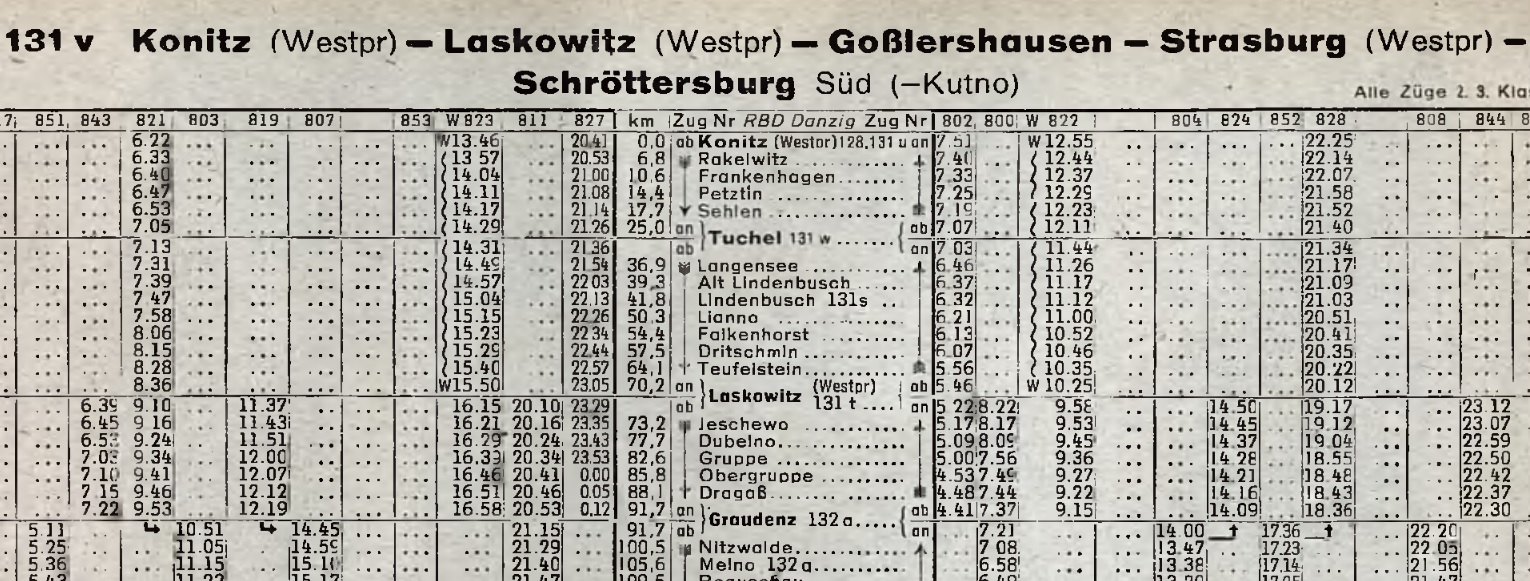 131 v Konitz (Westpr) — Laskowitz (Westpr) — Goßlershausen — Strasburg (Westpr) —
Schröttersburg Süd (—Kutno)
Alle Züge 2. 3. Kla
851 843 821 803 819 807 853 W 823 811 827 km Zug Nr RBD Danzig Zug Nr 802 800 W 822 804 824 852 828 808 844
6.22 W13.46 20.41 0,0 ab Konitz (Westpr) 128,131 u an 7.51 W 12.55 22.25
6.33 13 57 20.53 6,8 Rakelwitz 7.40 12.44 22.14
6.40 14.04 21.00 10,6 Frankenhagen 7.33 12.37 22.07
6.47 14.11 21.08 14,4 Petztin 7.25 12.29 21.58
6.53 14.17 21.14 17,7 Sehlen 7.19 12.23 21.52
7.05 14.29 21.26 25,0 an Tuchel 131 w ab 7.07 12.11 21.40
7.13 14.31 21.36 ab an 7 03 11.44 21.34
7.31 14.49 21.54 36,9 Langensee 6.46 11.26 21.17
7.39 14.57 22 03 39,3 Alt Lindenbusch 6.37 11.17 21.09
7 47 15.04 22.13 41,8 Lindenbusch 131s 6.32 11.12 21.03
7.58 15.15 22 26 50,3 Lianno 6.21 11.00 20.51
8.06 15.23 22 34 54,4 Falkenhorst 6.13 10.52 20.41
8.15 15.29 22.44 57,5 Dritschmin 6.07 10.46 20.35
8.28 15.40 22.57 64,1 Teufelstein 5.56 10.35 20.22
8.36 W15.50 23.05 70,2 an Laskowitz (Westpr) 131 t ab 5.46 W 10.25 20.12
6.39 9.10 11.37 16.15 20.10 23.29 ab an 5 22 8.22 9.58 14.50 19.17 23.12
6.45 9 16 11.43 16.21 20.16 23.35 73,2 Jeschewo 5.17 8.17 9.53 14.45 19.12 23.07
6.53 9.24 11.51 16.29 20.24 23.43 77,7 Dubelno 5.09 8.09 9.45 14.37 19.04 22.59
7.03 9.34 12.00 16.39 20.34 23.53 82,6 Gruppe 5.00 7.56 9.36 14.28 18.55 22.50
7.10 9.41 12.07 16.46 20.41 0.00 85,8 Obergruppe 4.53 7.49 9.27 14.21 18.48 22.42
7 15 9.46 12.12 16.51 20.46 0.05 88,1 Dragaß 4.48 7.44 9.22 14.16 18.43 22.37
7.22 9.53 12.19 16.58 20.53 0.12 91,7 an Graudenz 132 a ab 4.41 7.37 9.15 14.09 18.36 22.30
5.11 10.51 14.45 21.15 91,7 ab an 7.21 14.00 17.36 22.20
5.25 11.05 14.59 21.29 100,5 Nitzwalde 7 08 13.47 17.23 22.05
5.36 11.15 15.10 21.40 105,6 Melno 132 a 6.58 13.38 17.14 21.56